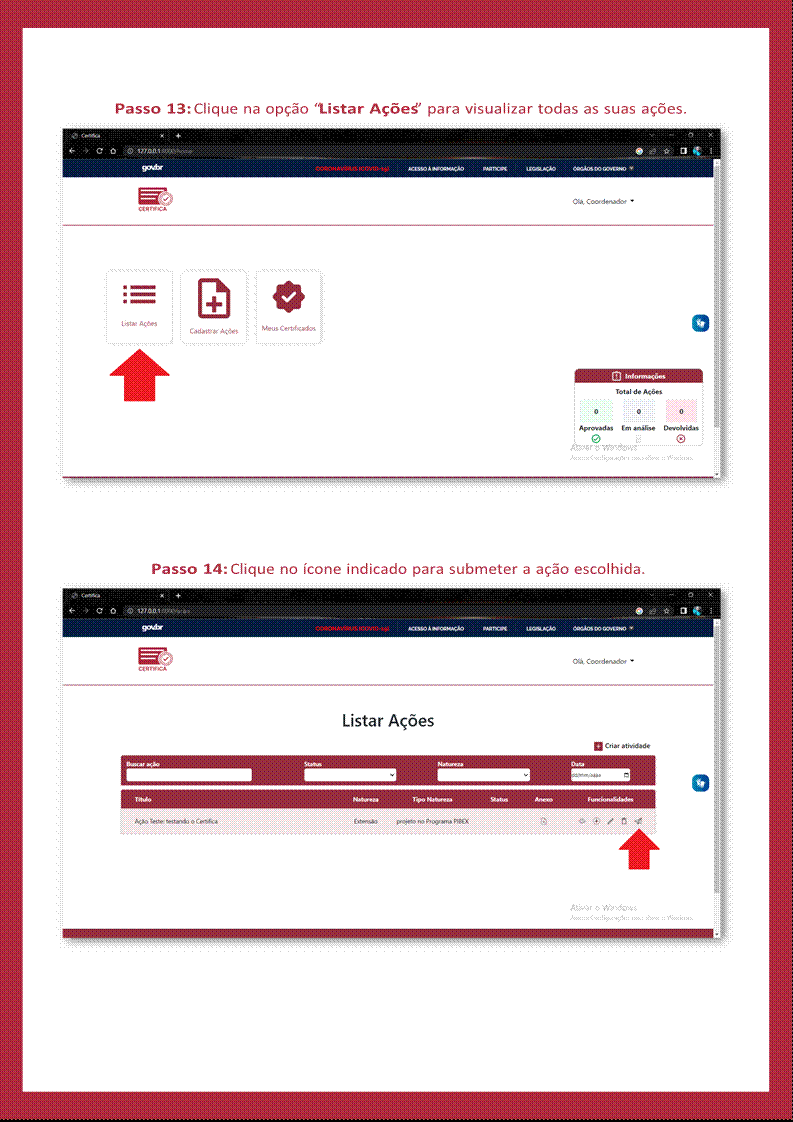 Passo 13: Clique na opção “Listar Ações” para visualizar todas as suas ações.
Certifica
127.0.0.1:8000/home
gov.br
CORONAVÍRUS (COVID-19) ACESSO À INFORMAÇÃO PARTICIPE LEGISLAÇÃO ÓRGÃOS DO GOVERNO
CERTIFICA
Olá, Coordenador
Listar Ações Cadastrar Ações Meus Certificados
Informações
Total de Ações
0 0 0
Aprovadas Em análise Devolvidas
Ativar o Windows
Acesse Configurações para ativar o Windows.
Passo 14: Clique no ícone indicado para submeter a ação escolhida.
Certifica
127.0.0.1:8000/acoes
gov.br
CORONAVÍRUS (COVID-19) ACESSO À INFORMAÇÃO PARTICIPE LEGISLAÇÃO ÓRGÃOS DO GOVERNO
CERTIFICA
Olá, Coordenador
Listar Ações
Criar atividade
Buscar ação Status Natureza Data
dd/mm/aaaa
Título Natureza Tipo Natureza Status Anexo Funcionalidades
Ação Teste: testando o Certifica Extensão projeto no Programa PIBEX
Ativar o Windows
Acesse Configurações para ativar o Windows.